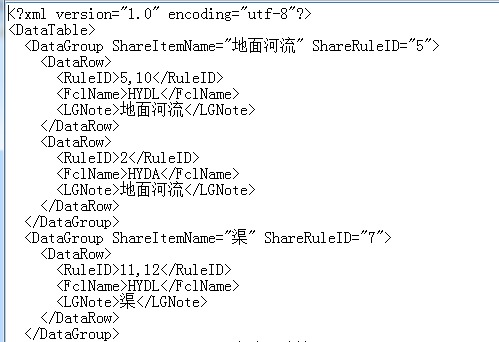 <?xml version="1.0" encoding="utf-8"?>
<DataTable>
  <DataGroup ShareItemName="地面河流" ShareRuleID="5">
    <DataRow>
      <RuleID>5,10</RuleID>
      <FclName>HYDL</FclName>
      <LGNote>地面河流</LGNote>
    </DataRow>
    <DataRow>
      <RuleID>2</RuleID>
      <FclName>HYDA</FclName>
      <LGNote>地面河流</LGNote>
    </DataRow>
  </DataGroup>
  <DataGroup ShareItemName="渠" ShareRuleID="7">
    <DataRow>
      <RuleID>11,12</RuleID>
      <FclName>HYDL</FclName>
      <LGNote>渠</LGNote>
    </DataRow>
  </DataGroup>